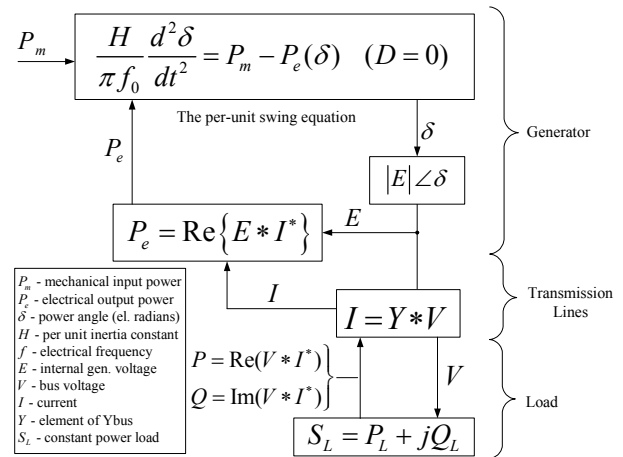 P_m
H/(π f_0) d²δ/dt² = P_m − P_e(δ) (D = 0)
The per-unit swing equation
δ
Generator
P_e
|E|∠δ
E
P_e = Re{E * I*}
P_m - mechanical input power
P_e - electrical output power
δ - power angle (el. radians)
H - per unit inertia constant
f - electrical frequency
E - internal gen. voltage
V - bus voltage
I - current
Y - element of Ybus
S_L - constant power load
I
I = Y * V
Transmission
Lines
P = Re(V * I*)
Q = Im(V * I*)
V
Load
S_L = P_L + jQ_L